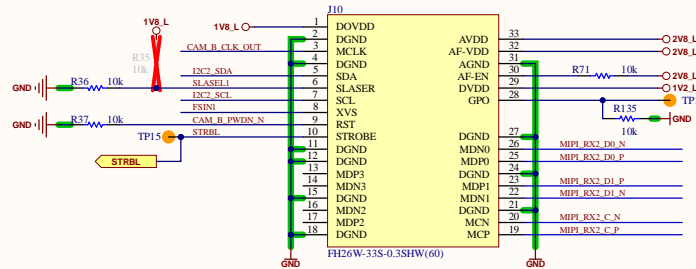 J10
1V8_L
1V8_L 1 DOVDD AVDD 33 2V8_L
2 DGND AF-VDD 32 2V8_L
CAM_B_CLK_OUT 3 MCLK AGND 31
R35 10k
4 DGND AF-EN 30 R71 10k 2V8_L
I2C2_SDA 5 SDA DVDD 29 1V2_L
GND R36 10k SLASEL1 6 SLASER GPO 28 TP
I2C2_SCL 7 SCL
FSIN1 8 XVS R135 10k GND
GND R37 10k CAM_B_PWDN_N 9 RST
TP15 STRBL 10 STROBE DGND 27
11 DGND MDN0 26 MIPI_RX2_D0_N
STRBL 12 DGND MDP0 25 MIPI_RX2_D0_P
13 MDP3 DGND 24
14 MDN3 MDP1 23 MIPI_RX2_D1_P
15 DGND MDN1 22 MIPI_RX2_D1_N
16 MDN2 DGND 21
17 MDP2 MCN 20 MIPI_RX2_C_N
18 DGND MCP 19 MIPI_RX2_C_P
FH26W-33S-0.3SHW(60)
GND GND